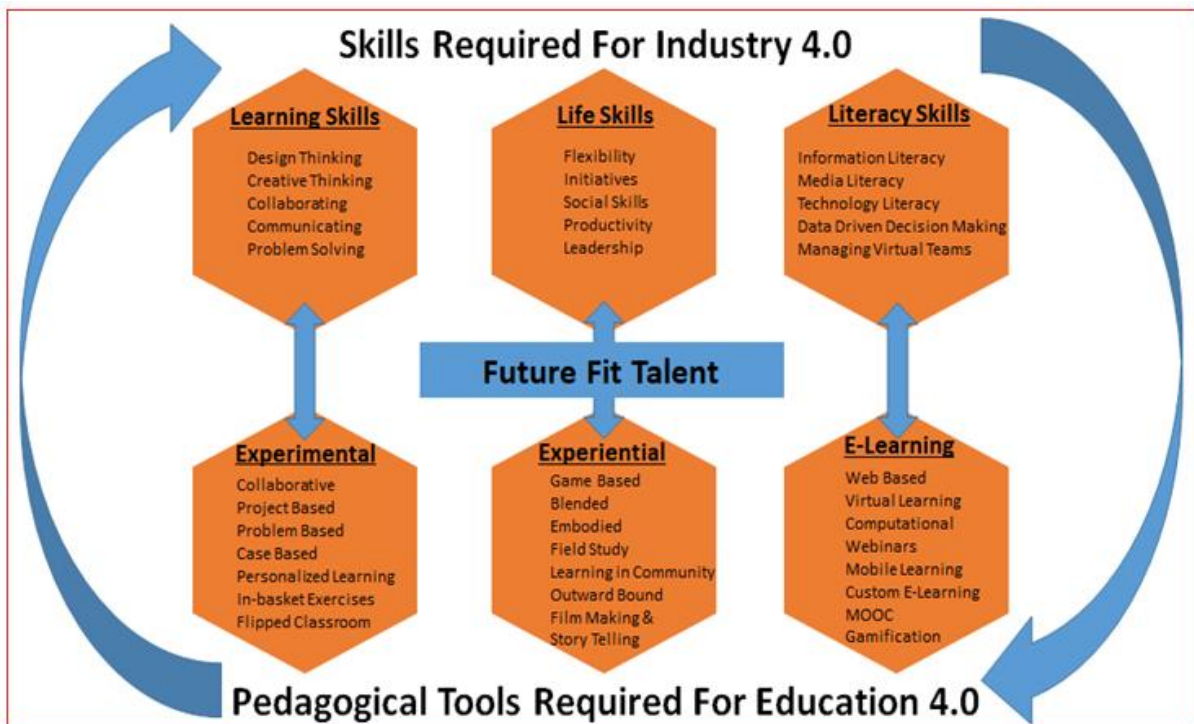 Skills Required For Industry 4.0
Learning Skills
Design Thinking
Creative Thinking
Collaborating
Communicating
Problem Solving
Life Skills
Flexibility
Initiatives
Social Skills
Productivity
Leadership
Literacy Skills
Information Literacy
Media Literacy
Technology Literacy
Data Driven Decision Making
Managing Virtual Teams
Future Fit Talent
Experimental
Collaborative
Project Based
Problem Based
Case Based
Personalized Learning
In-basket Exercises
Flipped Classroom
Experiential
Game Based
Blended
Embodied
Field Study
Learning in Community
Outward Bound
Film Making &
Story Telling
E-Learning
Web Based
Virtual Learning
Computational
Webinars
Mobile Learning
Custom E-Learning
MOOC
Gamification
Pedagogical Tools Required For Education 4.0